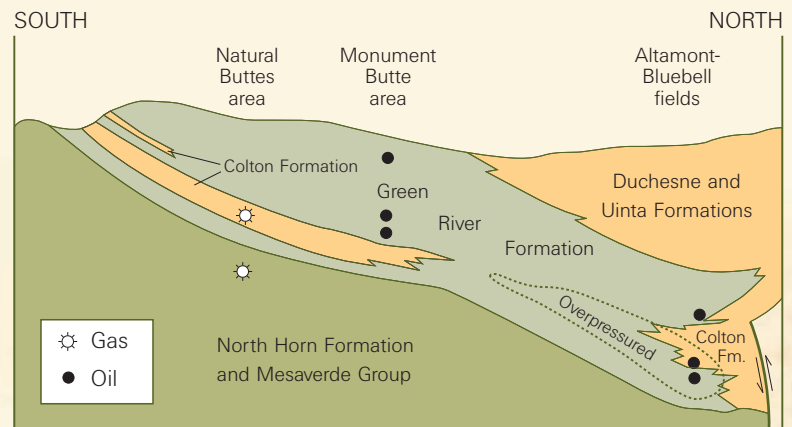 SOUTH
NORTH
Natural
Buttes
area
Monument
Butte
area
Altamont-
Bluebell
fields
Colton Formation
Green
River
Formation
Duchesne and
Uinta Formations
Overpressured
Colton
Fm.
Gas
Oil
North Horn Formation
and Mesaverde Group